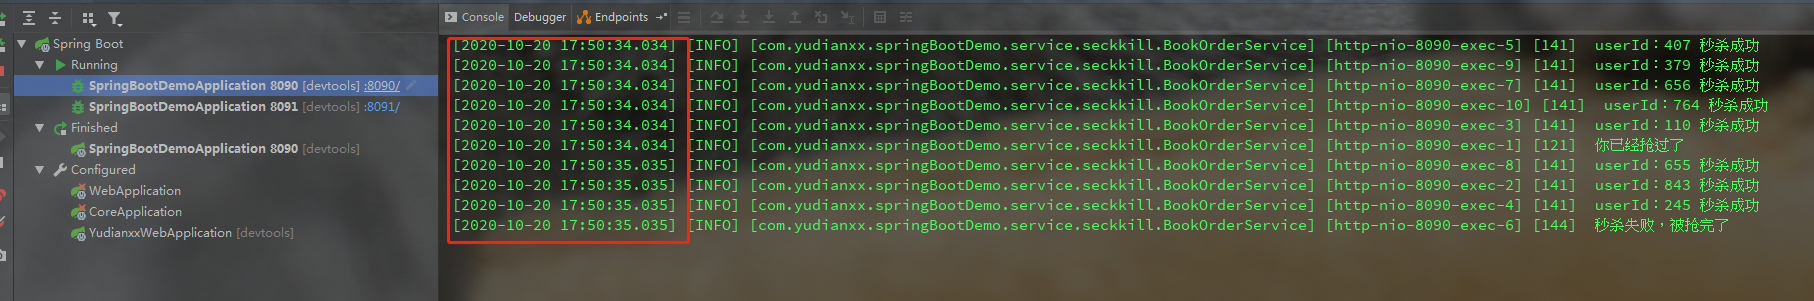 Console Debugger Endpoints
Spring Boot
Running
SpringBootDemoApplication 8090 [devtools] :8090/
SpringBootDemoApplication 8091 [devtools] :8091/
Finished
SpringBootDemoApplication 8090 [devtools]
Configured
WebApplication
CoreApplication
YudianxxWebApplication [devtools]
[2020-10-20 17:50:34.034] [INFO] [com.yudianxx.springBootDemo.service.seckkill.BookOrderService] [http-nio-8090-exec-5] [141] userId：407 秒杀成功
[2020-10-20 17:50:34.034] [INFO] [com.yudianxx.springBootDemo.service.seckkill.BookOrderService] [http-nio-8090-exec-9] [141] userId：379 秒杀成功
[2020-10-20 17:50:34.034] [INFO] [com.yudianxx.springBootDemo.service.seckkill.BookOrderService] [http-nio-8090-exec-7] [141] userId：656 秒杀成功
[2020-10-20 17:50:34.034] [INFO] [com.yudianxx.springBootDemo.service.seckkill.BookOrderService] [http-nio-8090-exec-10] [141] userId：764 秒杀成功
[2020-10-20 17:50:34.034] [INFO] [com.yudianxx.springBootDemo.service.seckkill.BookOrderService] [http-nio-8090-exec-3] [141] userId：110 秒杀成功
[2020-10-20 17:50:34.034] [INFO] [com.yudianxx.springBootDemo.service.seckkill.BookOrderService] [http-nio-8090-exec-1] [121] 你已经抢过了
[2020-10-20 17:50:35.035] [INFO] [com.yudianxx.springBootDemo.service.seckkill.BookOrderService] [http-nio-8090-exec-8] [141] userId：655 秒杀成功
[2020-10-20 17:50:35.035] [INFO] [com.yudianxx.springBootDemo.service.seckkill.BookOrderService] [http-nio-8090-exec-2] [141] userId：843 秒杀成功
[2020-10-20 17:50:35.035] [INFO] [com.yudianxx.springBootDemo.service.seckkill.BookOrderService] [http-nio-8090-exec-4] [141] userId：245 秒杀成功
[2020-10-20 17:50:35.035] [INFO] [com.yudianxx.springBootDemo.service.seckkill.BookOrderService] [http-nio-8090-exec-6] [144] 秒杀失败，被抢完了